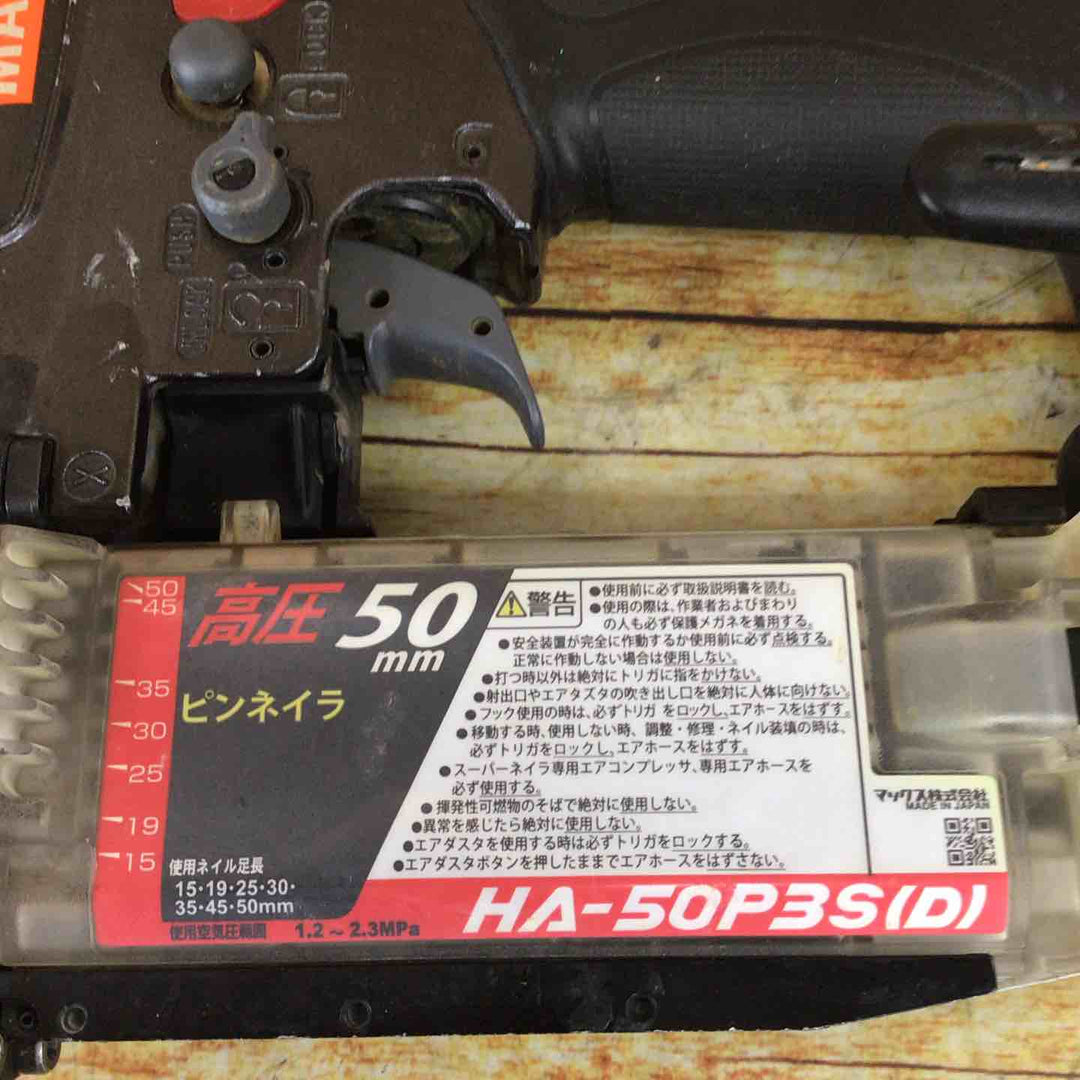 MA
LOCK
PUSH
UNLOCK
50
45
35
30
25
19
15
高圧 50
mm
ピンネイラ
使用ネイル足長
15・19・25・30・
35・45・50mm
使用空気圧範囲 1.2～2.3MPa
警告
●使用前に必ず取扱説明書を読む。
●使用の際は、作業者およびまわり
の人も必ず保護メガネを着用する。
●安全装置が完全に作動するか使用前に必ず点検する。
正常に作動しない場合は使用しない。
●打つ時以外は絶対にトリガに指をかけない。
●射出口やエアダスタの吹き出し口を絶対に人体に向けない。
●フック使用の時は、必ずトリガをロックし、エアホースをはずす。
●移動する時、使用しない時、調整・修理・ネイル装填の時は、
必ずトリガをロックし、エアホースをはずす。
●スーパーネイラ専用エアコンプレッサ、専用エアホースを
必ず使用する。
●揮発性可燃物のそばで絶対に使用しない。
●異常を感じたら絶対に使用しない。
●エアダスタを使用する時は必ずトリガをロックする。
●エアダスタボタンを押したままでエアホースをはずさない。
マックス株式会社
MADE IN JAPAN
HA-50P3S(D)